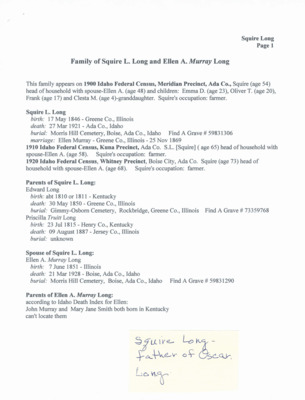 Squire Long
Page 1
Family of Squire L. Long and Ellen A. Murray Long
This family appears on 1900 Idaho Federal Census, Meridian Precinct, Ada Co., Squire (age 54)
head of household with spouse-Ellen A. (age 48) and children: Emma D. (age 23), Oliver T. (age 20),
Frank (age 17) and Clesta M. (age 4)-granddaughter. Squire's occupation: farmer.
Squire L. Long
birth: 17 May 1846 - Greene Co., Illinois
death: 27 Mar 1921 - Ada Co., Idaho
burial: Morris Hill Cemetery, Boise, Ada Co., Idaho Find A Grave # 59831306
marriage: Ellen Murray - Greene Co., Illinois - 25 Nov 1869
1910 Idaho Federal Census, Kuna Precinct, Ada Co. S.L. [Squire] ( age 65) head of household with
spouse-Ellen A. (age 58). Squire's occupation: farmer.
1920 Idaho Federal Census, Whitney Precinct, Boise City, Ada Co. Squire (age 73) head of
household with spouse-Ellen A. (age 68). Squire's occupation: farmer.
Parents of Squire L. Long:
Edward Long
birth: abt 1810 or 1811 - Kentucky
death: 30 May 1850 - Greene Co., Illinois
burial: Gimmy-Osborn Cemetery, Rockbridge, Greene Co., Illinois Find A Grave # 73359768
Priscilla Truitt Long
birth: 23 Jul 1815 - Henry Co., Kentucky
death: 09 August 1887 - Jersey Co., Illinois
burial: unknown
Spouse of Squire L. Long:
Ellen A. Murray Long
birth: 7 June 1851 - Illinois
death: 21 Mar 1928 - Boise, Ada Co., Idaho
burial: Morris Hill Cemetery, Boise, Ada Co., Idaho Find A Grave # 59831290
Parents of Ellen A. Murray Long:
according to Idaho Death Index for Ellen:
John Murray and Mary Jane Smith both born in Kentucky
can't locate them
Squire Long -
father of Oscar
Long